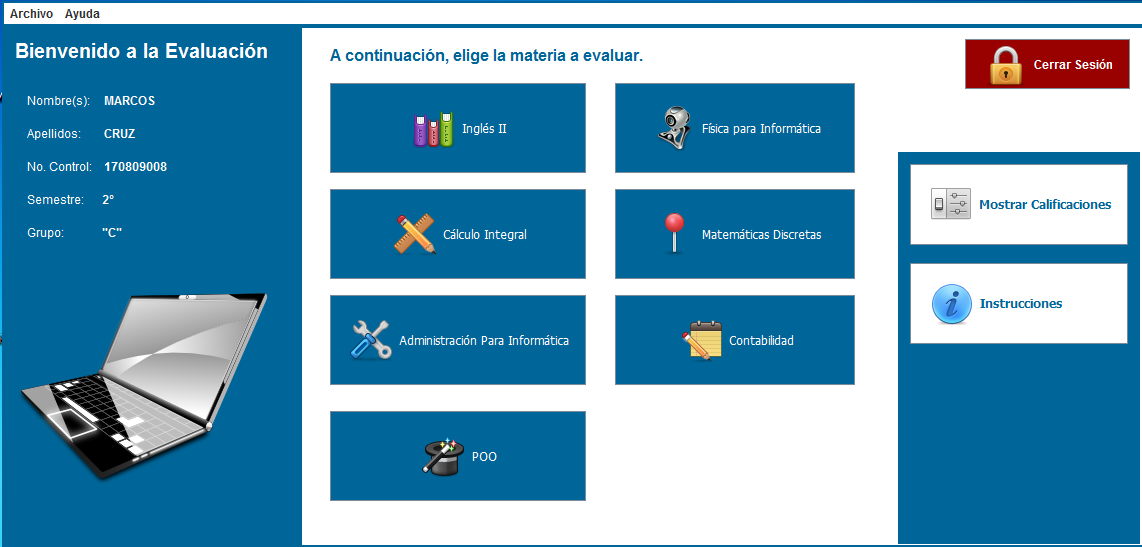 Archivo Ayuda
Bienvenido a la Evaluación
Nombre(s): MARCOS
Apellidos: CRUZ
No. Control: 170809008
Semestre: 2º
Grupo: "C"
A continuación, elige la materia a evaluar.
Inglés II
Física para Informática
Cálculo Integral
Matemáticas Discretas
Administración Para Informática
Contabilidad
POO
Cerrar Sesión
Mostrar Calificaciones
Instrucciones